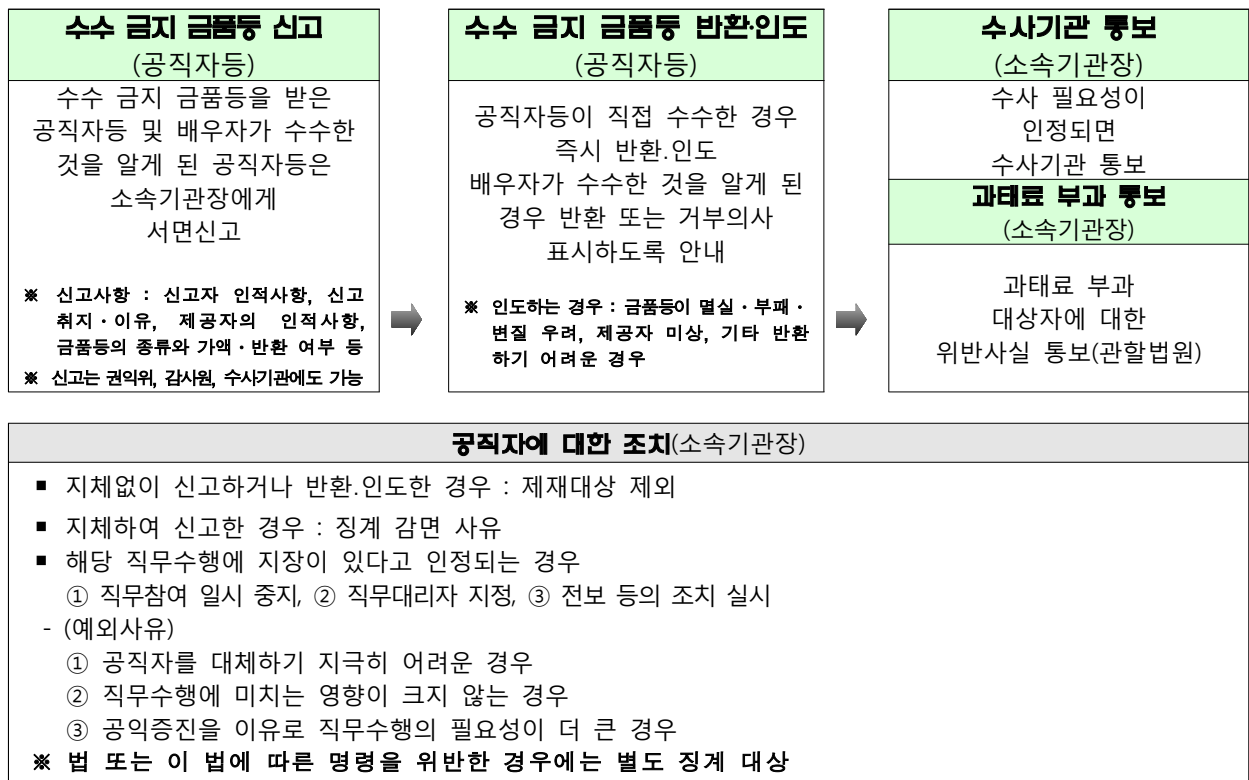 수수 금지 금품등 신고
(공직자등)
수수 금지 금품등을 받은
공직자등 및 배우자가 수수한
것을 알게 된 공직자등은
소속기관장에게
서면신고
※ 신고사항 : 신고자 인적사항, 신고
취지·이유, 제공자의 인적사항,
금품등의 종류와 가액·반환 여부 등
※ 신고는 권익위, 감사원, 수사기관에도 가능
수수 금지 금품등 반환·인도
(공직자등)
공직자등이 직접 수수한 경우
즉시 반환.인도
배우자가 수수한 것을 알게 된
경우 반환 또는 거부의사
표시하도록 안내
※ 인도하는 경우 : 금품등이 멸실·부패·
변질 우려, 제공자 미상, 기타 반환
하기 어려운 경우
수사기관 통보
(소속기관장)
수사 필요성이
인정되면
수사기관 통보
과태료 부과 통보
(소속기관장)
과태료 부과
대상자에 대한
위반사실 통보(관할법원)
공직자에 대한 조치(소속기관장)
▪ 지체없이 신고하거나 반환.인도한 경우 : 제재대상 제외
▪ 지체하여 신고한 경우 : 징계 감면 사유
▪ 해당 직무수행에 지장이 있다고 인정되는 경우
① 직무참여 일시 중지, ② 직무대리자 지정, ③ 전보 등의 조치 실시
- (예외사유)
① 공직자를 대체하기 지극히 어려운 경우
② 직무수행에 미치는 영향이 크지 않는 경우
③ 공익증진을 이유로 직무수행의 필요성이 더 큰 경우
※ 법 또는 이 법에 따른 명령을 위반한 경우에는 별도 징계 대상